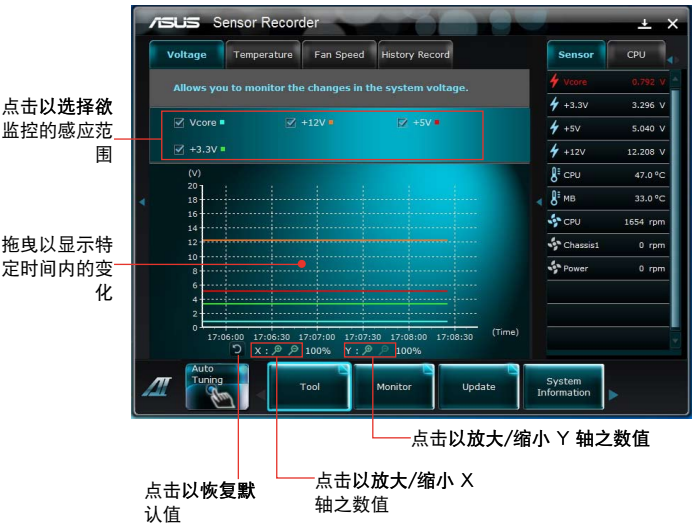 ASUS Sensor Recorder
Voltage Temperature Fan Speed History Record
Sensor CPU
Allows you to monitor the changes in the system voltage.
点击以选择欲
监控的感应范
围
Vcore +12V +5V
+3.3V
Vcore 0.792 V
+3.3V 3.296 V
+5V 5.040 V
+12V 12.208 V
CPU 47.0 °C
MB 33.0 °C
CPU 1654 rpm
Chassis1 0 rpm
Power 0 rpm
拖曳以显示特
定时间内的变
化
(V)
20
18
16
14
12
10
8
6
4
2
0
17:06:00 17:06:30 17:07:00 17:07:30 17:08:00 17:08:30 (Time)
X : 100% Y : 100%
Auto
Tuning
Tool
Monitor
Update
System
Information
点击以放大/缩小 Y 轴之数值
点击以放大/缩小 X
轴之数值
点击以恢复默
认值